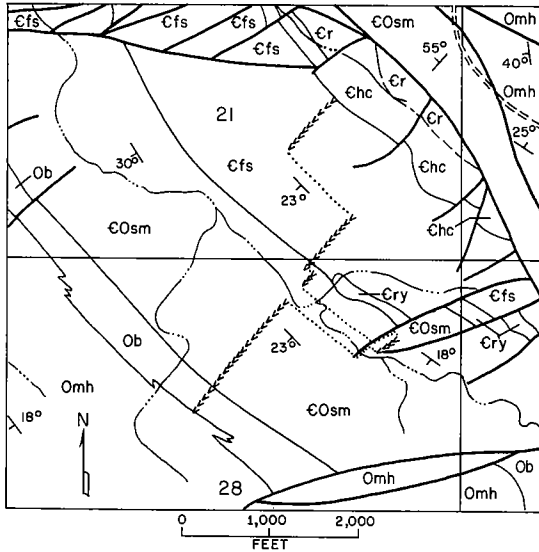 Єfs
Єfs
Єfs
Єfs
Єr
ЄOsm
Omh
55°
40°
Єr
Єhc
Omh
21
Єr
25°
30°
Єfs
Єhc
Ob
23°
ЄOsm
Єhc
Єry
Єfs
ЄOsm
Ob
23°
18°
Єry
Omh
ЄOsm
18°
N
28
Omh
Ob
Omh
0 1,000 2,000
FEET